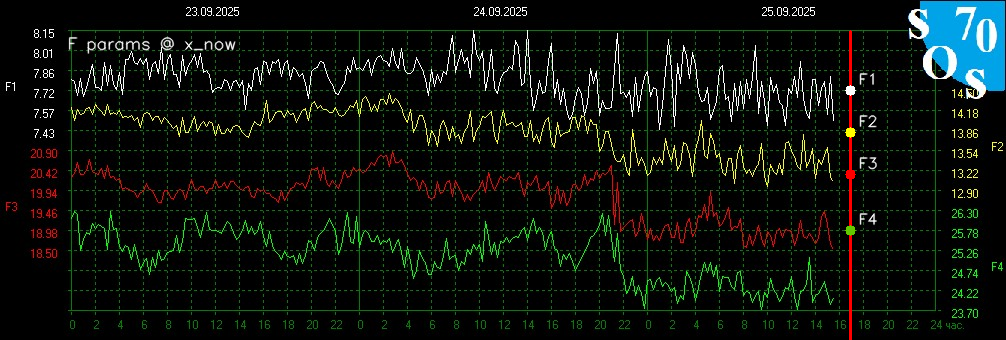 23.09.2025 24.09.2025 25.09.2025
F params @ x_now
S 70
O S
F1
8.15
8.01
7.86
7.72
7.57
7.43
F3
20.90
20.42
19.94
19.46
18.98
18.50
F1
F2
F3
F4
14.18
13.86
13.54
13.22
12.90
F2
26.30
25.78
25.26
24.74
24.22
23.70
F4
0 2 4 6 8 10 12 14 16 18 20 22 0 2 4 6 8 10 12 14 16 18 20 22 0 2 4 6 8 10 12 14 16 18 20 22 24 час.